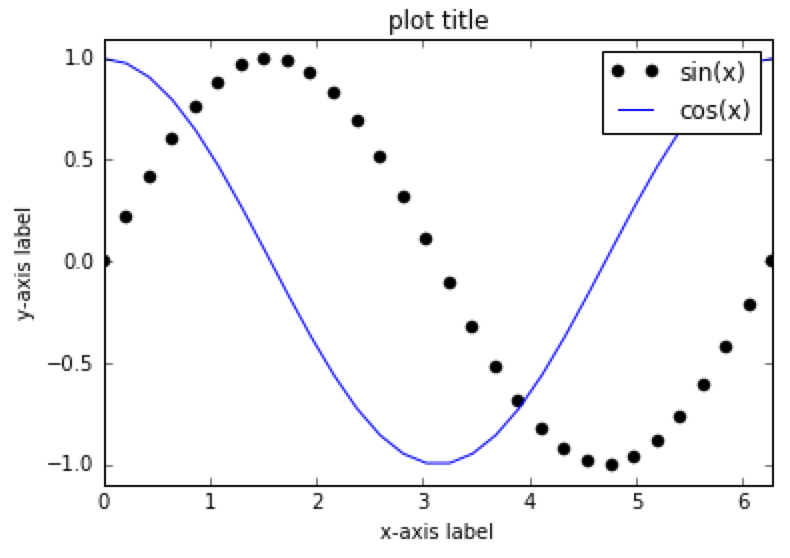 plot title
sin(x)
cos(x)
1.0
0.5
0.0
−0.5
−1.0
y-axis label
0 1 2 3 4 5 6
x-axis label